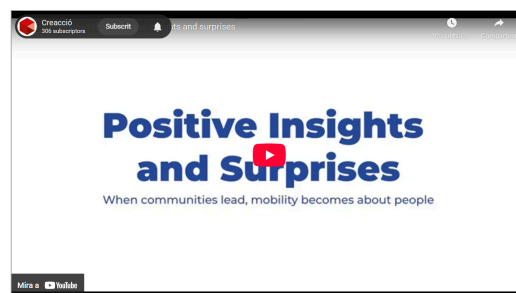 Creacció
306 subscriptors
Subscrit
nts and surprises
Positive Insights
and Surprises
When communities lead, mobility becomes about people
Mira a YouTube